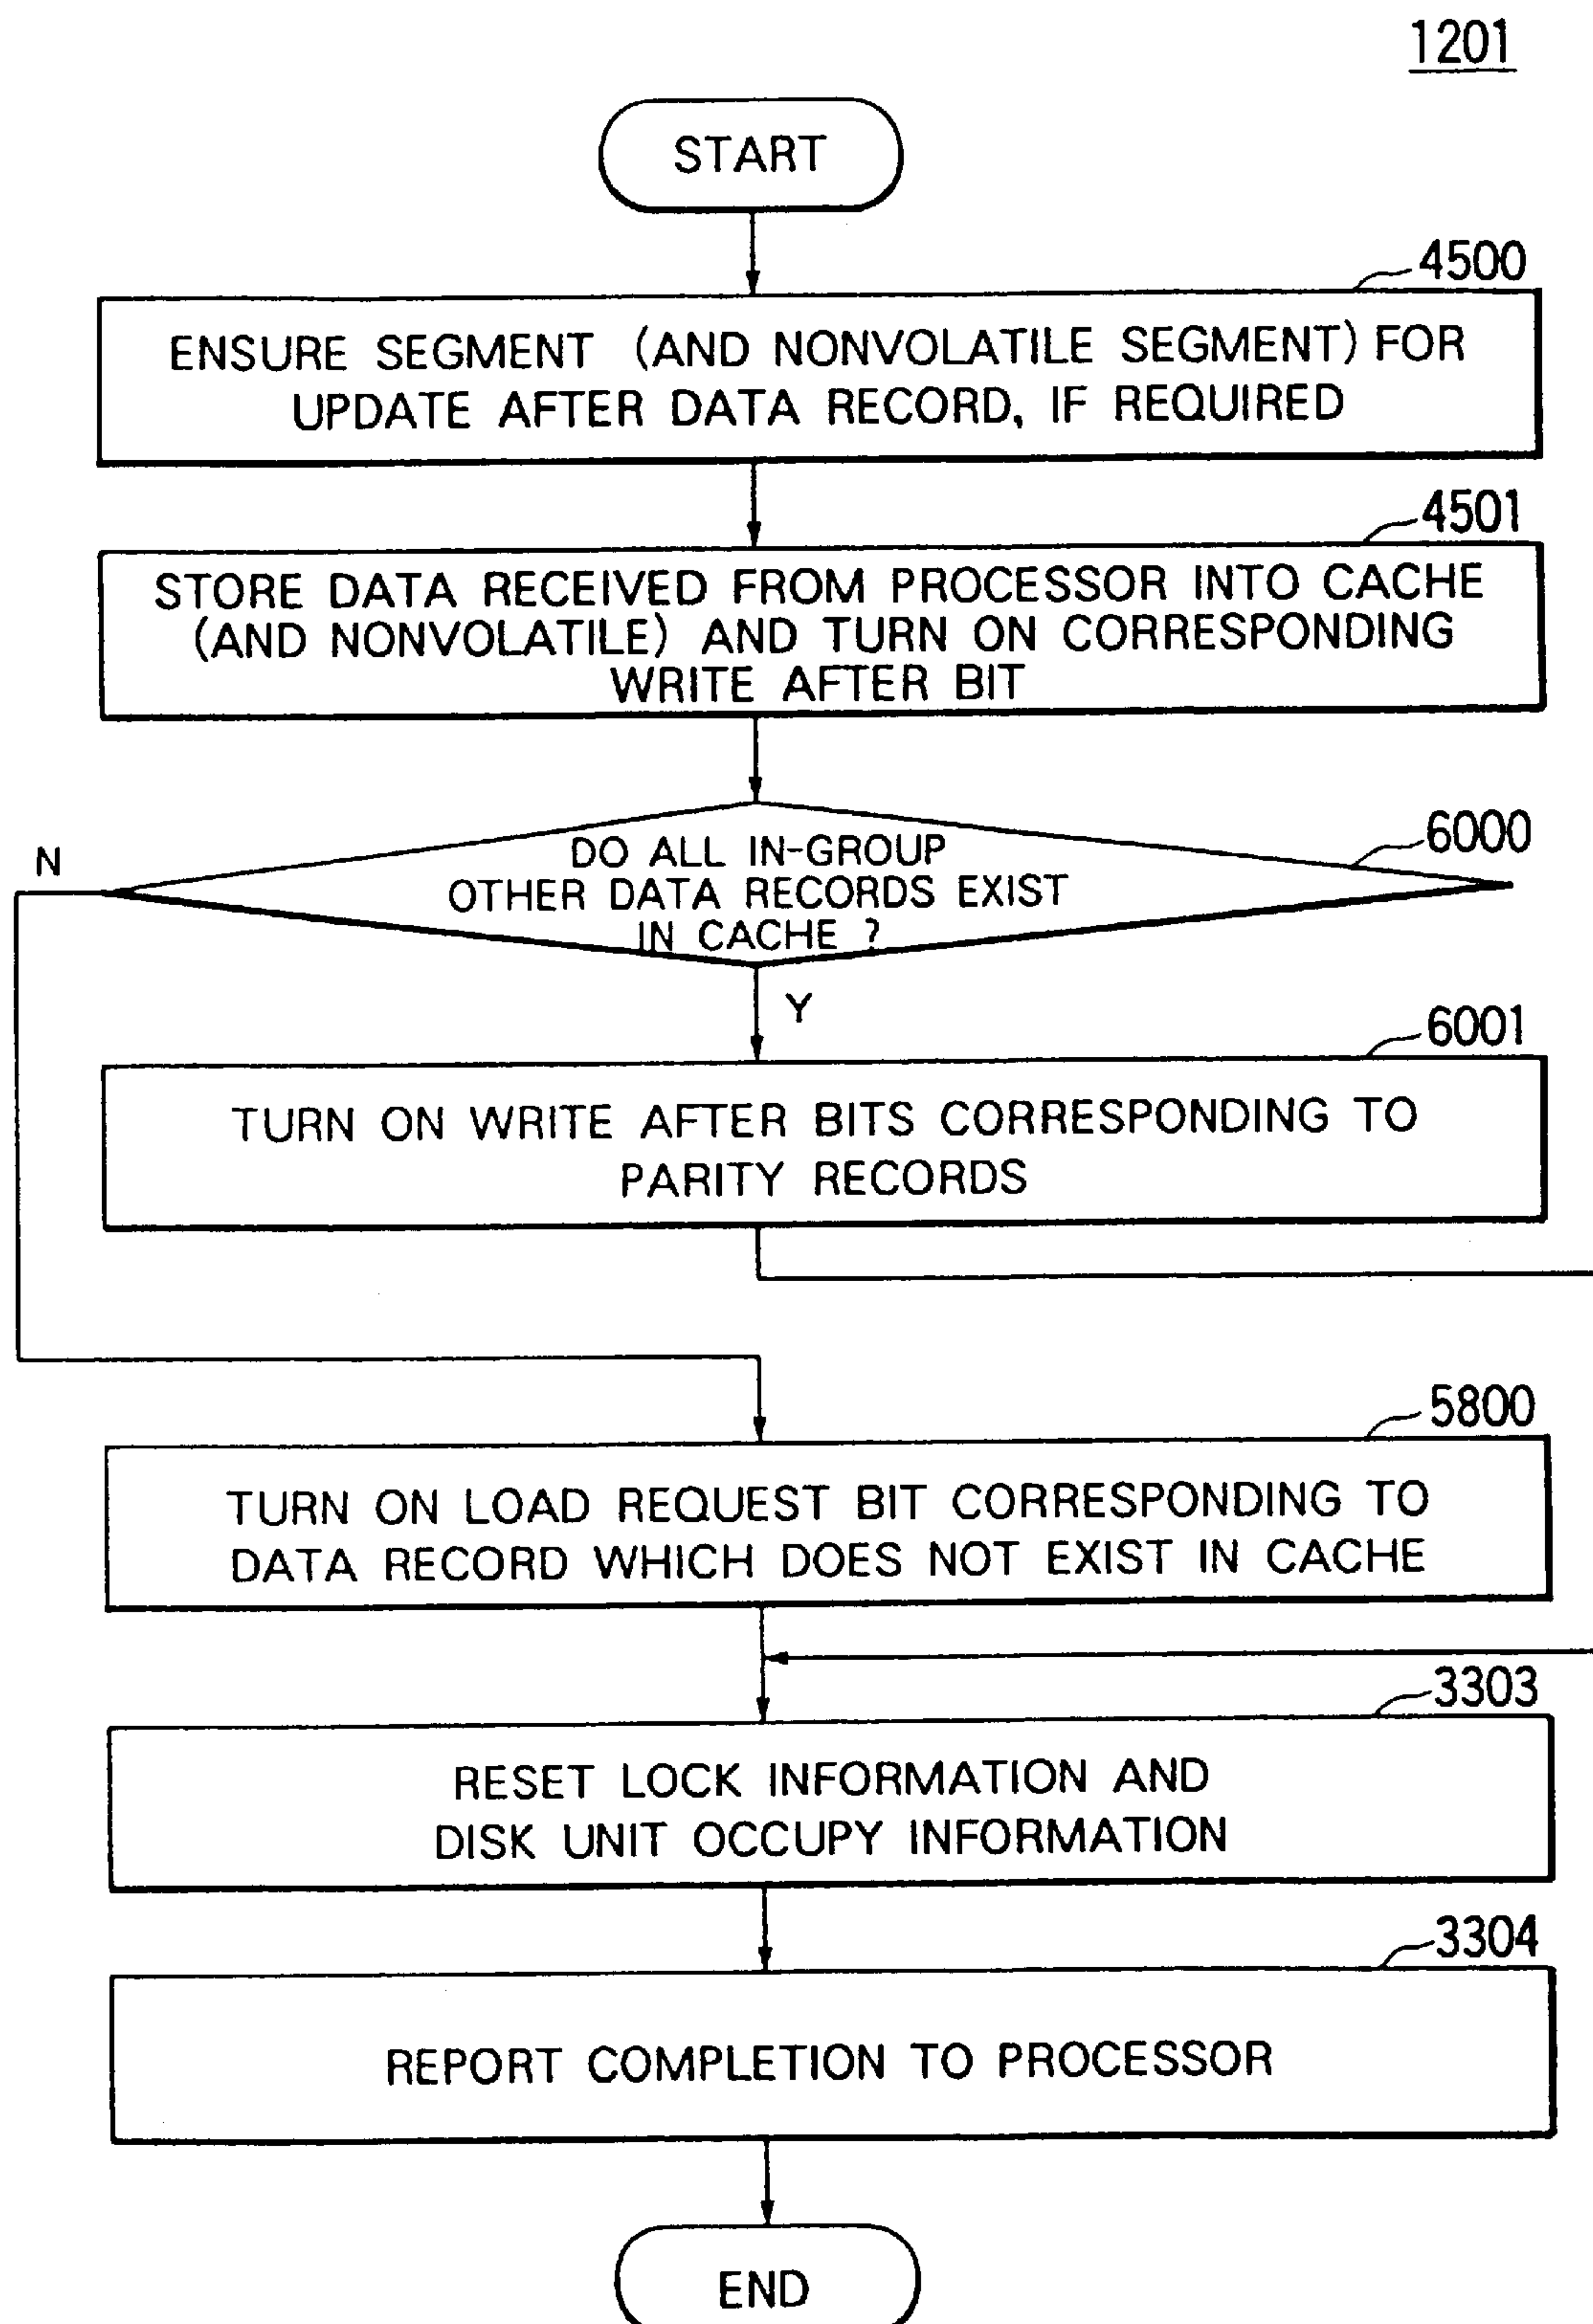 1201
START
4500
ENSURE SEGMENT (AND NONVOLATILE SEGMENT) FOR
UPDATE AFTER DATA RECORD, IF REQUIRED
4501
STORE DATA RECEIVED FROM PROCESSOR INTO CACHE
(AND NONVOLATILE) AND TURN ON CORRESPONDING
WRITE AFTER BIT
6000
N
DO ALL IN-GROUP
OTHER DATA RECORDS EXIST
IN CACHE ?
Y
6001
TURN ON WRITE AFTER BITS CORRESPONDING TO
PARITY RECORDS
5800
TURN ON LOAD REQUEST BIT CORRESPONDING TO
DATA RECORD WHICH DOES NOT EXIST IN CACHE
3303
RESET LOCK INFORMATION AND
DISK UNIT OCCUPY INFORMATION
3304
REPORT COMPLETION TO PROCESSOR
END